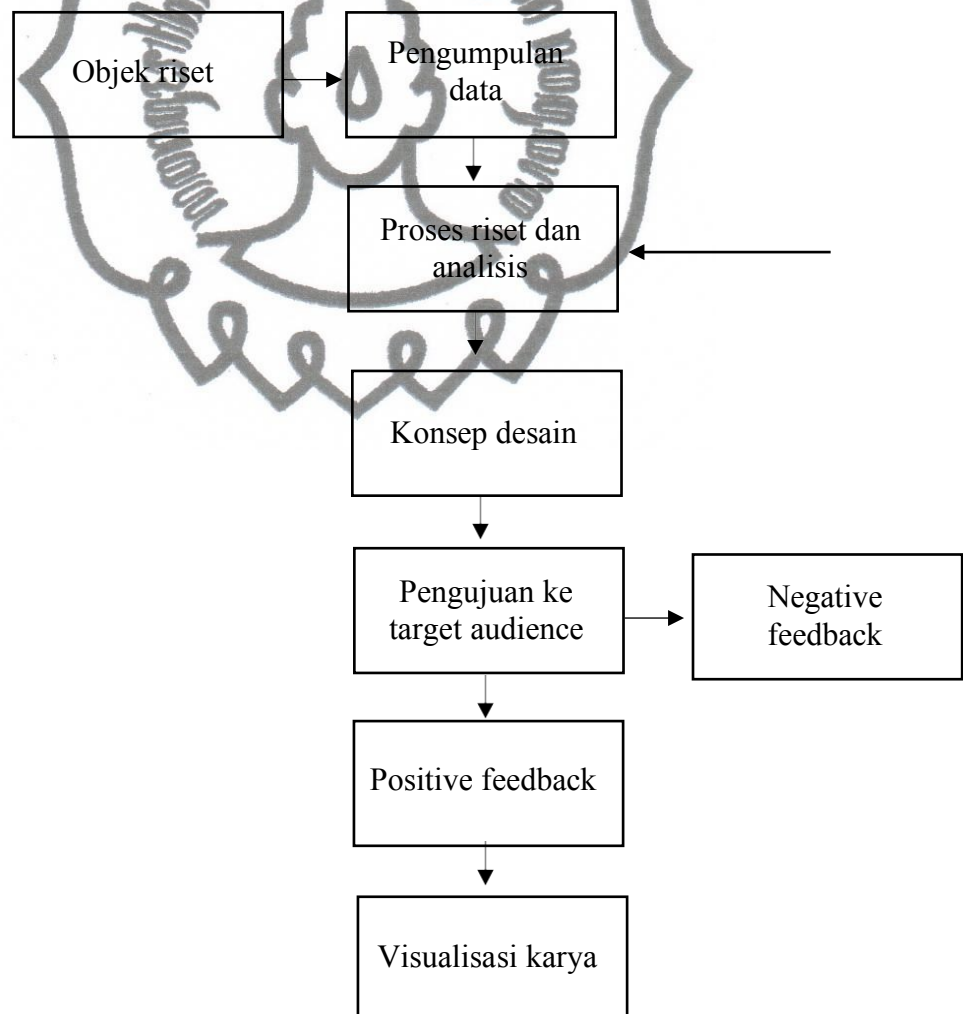 Objek riset
Pengumpulan
data
Proses riset dan
analisis
Konsep desain
Pengujuan ke
target audience
Negative
feedback
Positive feedback
Visualisasi karya